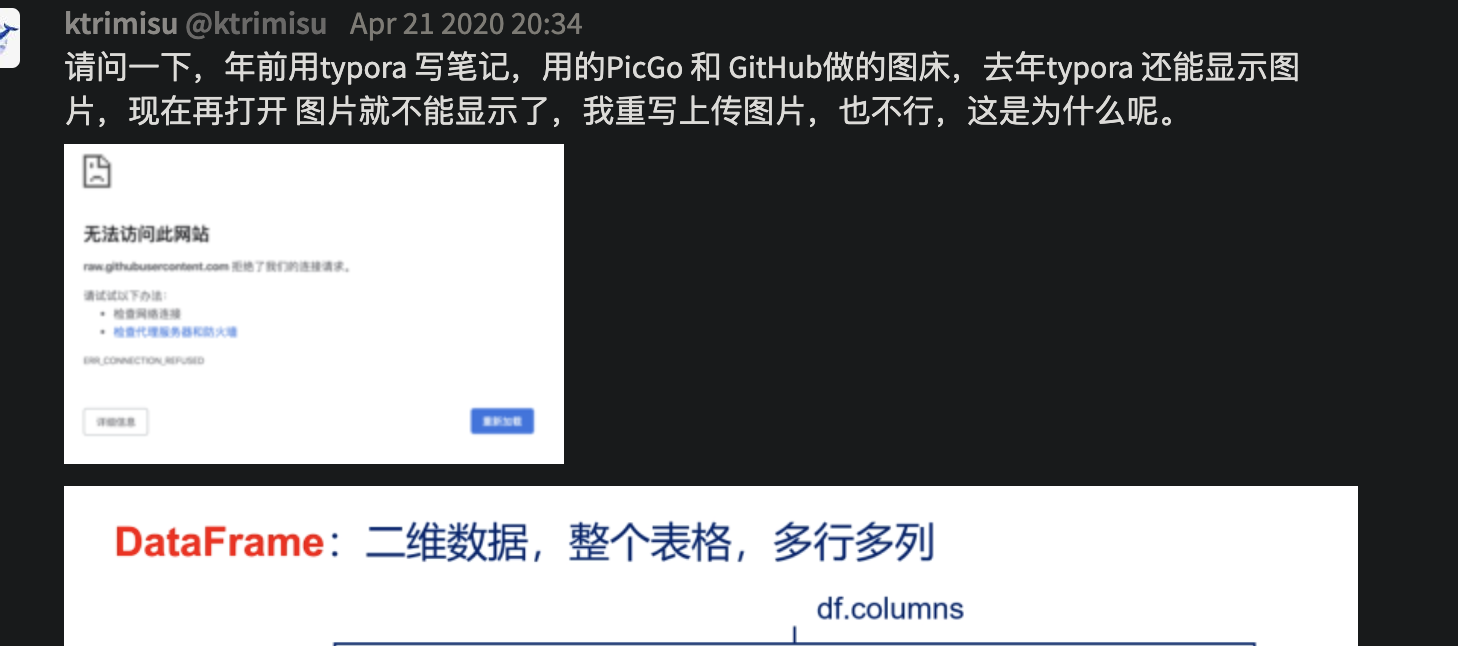 ktrimisu @ktrimisu Apr 21 2020 20:34
请问一下，年前用typora 写笔记，用的PicGo 和 GitHub做的图床，去年typora 还能显示图
片，现在再打开 图片就不能显示了，我重写上传图片，也不行，这是为什么呢。
无法访问此网站
raw.githubusercontent.com 拒绝了我们的连接请求。
请试试以下办法：
• 检查网络连接
• 检查代理服务器和防火墙
ERR_CONNECTION_REFUSED
详细信息
重新加载
DataFrame：二维数据，整个表格，多行多列
df.columns